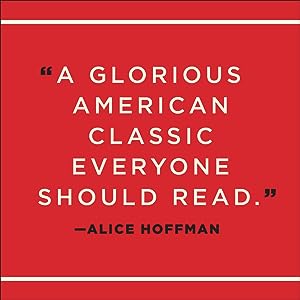 “A GLORIOUS
AMERICAN
CLASSIC
EVERYONE
SHOULD READ.”
—ALICE HOFFMAN